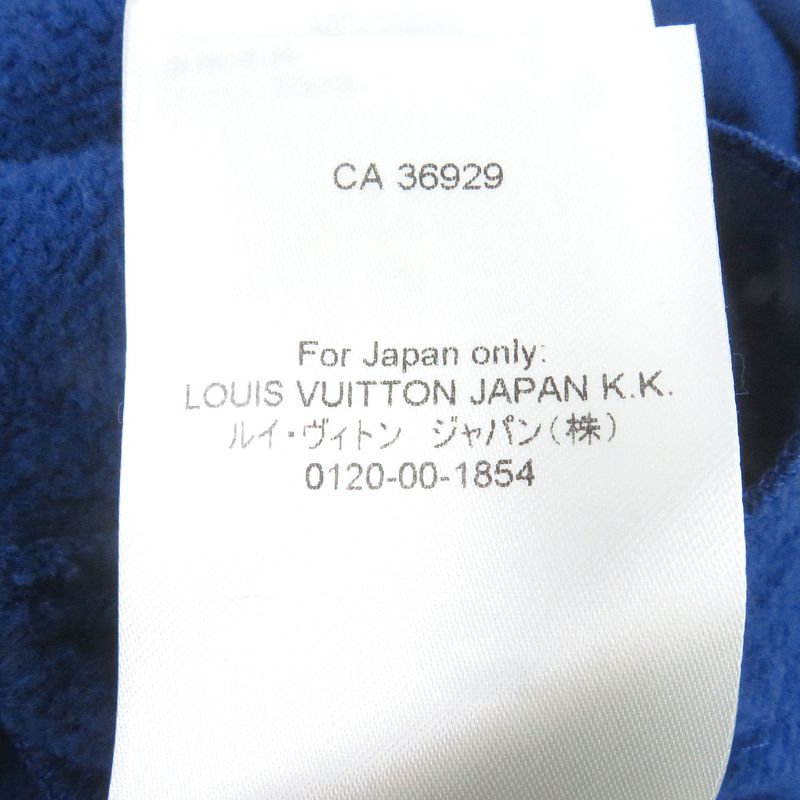 CA 36929
For Japan only:
LOUIS VUITTON JAPAN K.K.
ルイ・ヴィトン ジャパン(株)
0120-00-1854